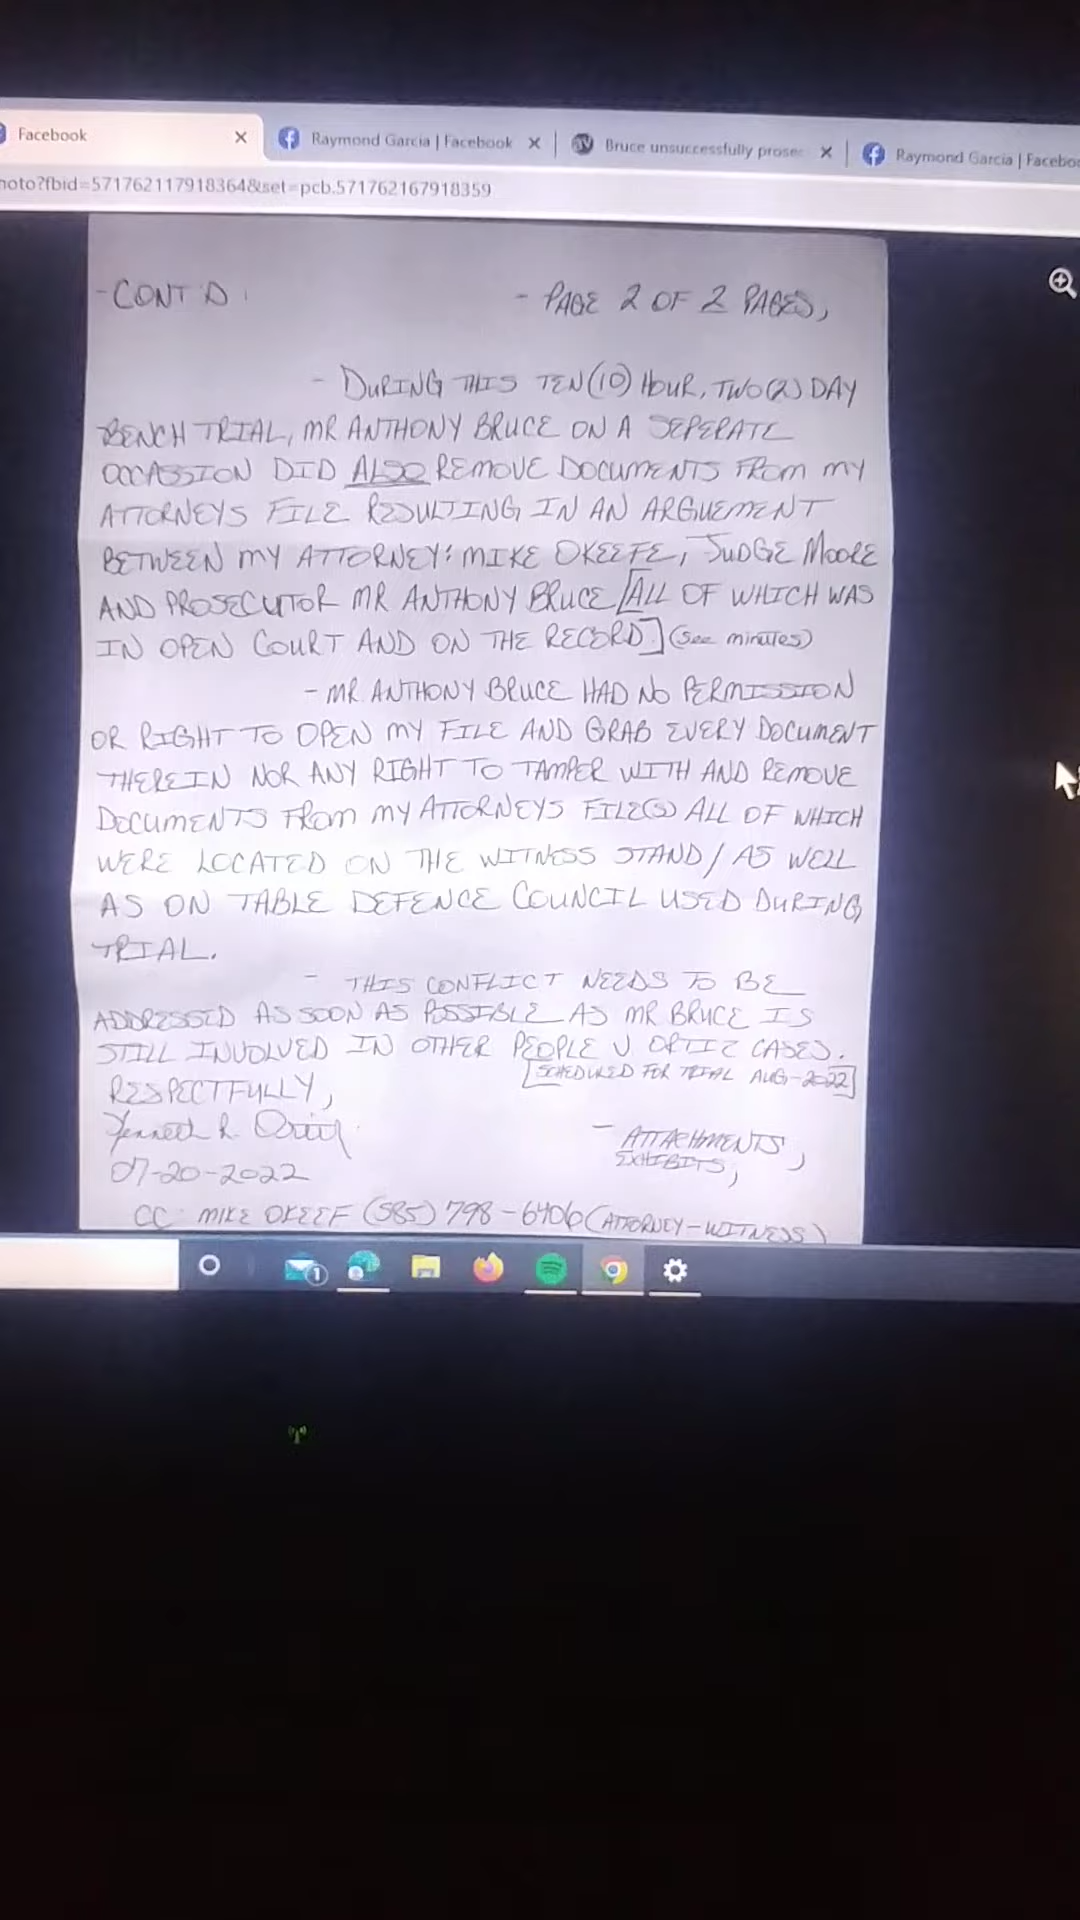 Facebook
Raymond Garcia | Facebook
Bruce unsuccessfully prosec
Raymond Garcia | Facebo
hoto?fbid=571762117918364&set=pcb.571762167918359
-CONT'D.
- PAGE 2 OF 2 PAGES,
- DURING THIS TEN(10) HOUR, TWO(2) DAY
BENCH TRIAL, MR ANTHONY BRUCE ON A SEPERATE
OCCASSION DID ALSO REMOVE DOCUMENTS FROM MY
ATTORNEYS FILE RESULTING IN AN ARGUEMENT
BETWEEN MY ATTORNEY: MIKE OKEEFE, JUDGE MOORE
AND PROSECUTOR MR ANTHONY BRUCE [ALL OF WHICH WAS
IN OPEN COURT AND ON THE RECORD.] (See minutes)
- MR. ANTHONY BRUCE HAD NO PERMISSION
OR RIGHT TO OPEN MY FILE AND GRAB EVERY DOCUMENT
THEREIN NOR ANY RIGHT TO TAMPER WITH AND REMOVE
DOCUMENTS FROM MY ATTORNEYS FILE(S) ALL OF WHICH
WERE LOCATED ON THE WITNESS STAND / AS WELL
AS ON TABLE DEFENCE COUNCIL USED DURING
TRIAL.
- THIS CONFLICT NEEDS TO BE
ADDRESSED AS SOON AS POSSIBLE AS MR BRUCE IS
STILL INVOLVED IN OTHER PEOPLE V ORTIZ CASES.
[SCHEDULED FOR TRIAL AUG-2022]
RESPECTFULLY,
Kenneth R. Ortiz
07-20-2022
- ATTACHMENTS,
EXHIBITS,
CC: MIKE OKEEF (585) 798-6406 (ATTORNEY-WITNESS)
1